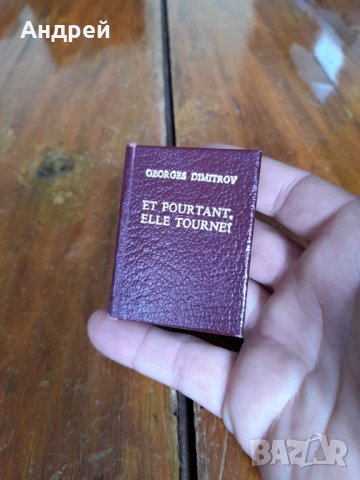 Андрей
GEORGES DIMITROV
ET POURTANT,
ELLE TOURNE!
BAZAR